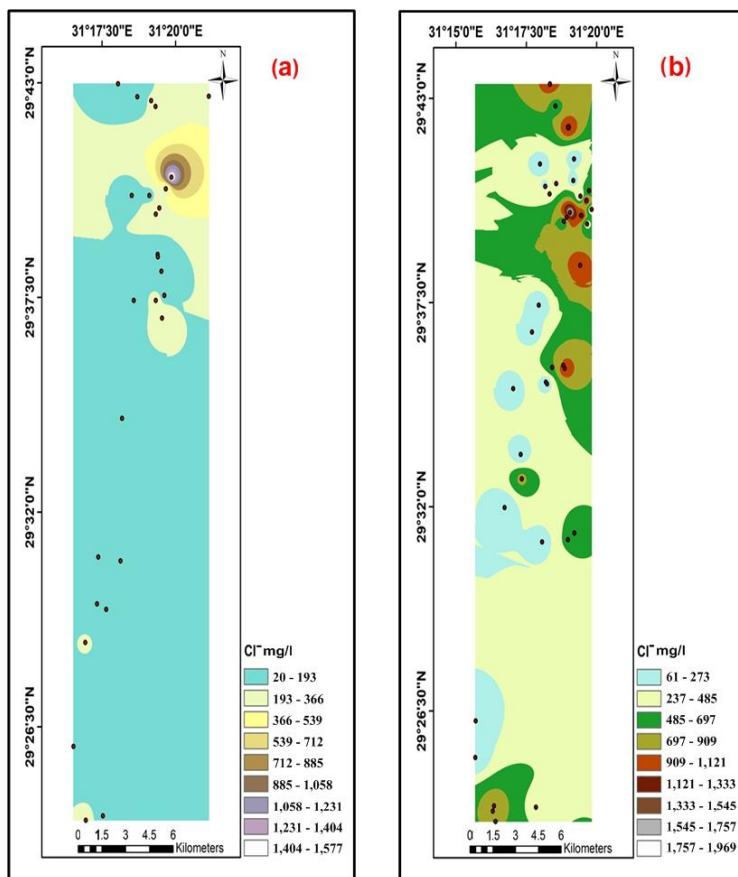 31°17'30"E 31°20'0"E
N
(a)
29°43'0"N
29°37'30"N
29°32'0"N
29°26'30"N
Cl⁻ mg/l
20 - 193
193 - 366
366 - 539
539 - 712
712 - 885
885 - 1,058
1,058 - 1,231
1,231 - 1,404
1,404 - 1,577
0 1.5 3 4.5 6
Kilometers
31°15'0"E 31°17'30"E 31°20'0"E
N
(b)
29°43'0"N
29°37'30"N
29°32'0"N
29°26'30"N
Cl⁻ mg/l
61 - 273
237 - 485
485 - 697
697 - 909
909 - 1,121
1,121 - 1,333
1,333 - 1,545
1,545 - 1,757
1,757 - 1,969
0 1.5 3 4.5 6
Kilometers